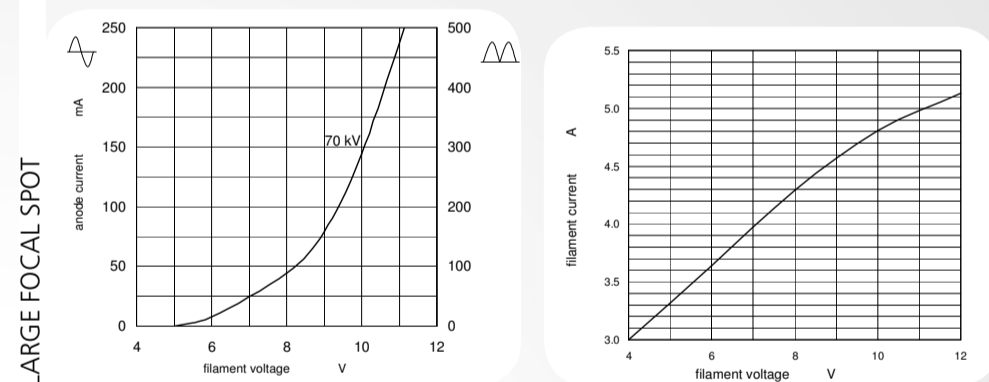 LARGE FOCAL SPOT
anode current mA
250
200
150
100
50
0
500
400
300
200
100
0
70 kV
4 6 8 10 12
filament voltage V
filament current A
5.5
5.0
4.5
4.0
3.5
3.0
4 6 8 10 12
filament voltage V